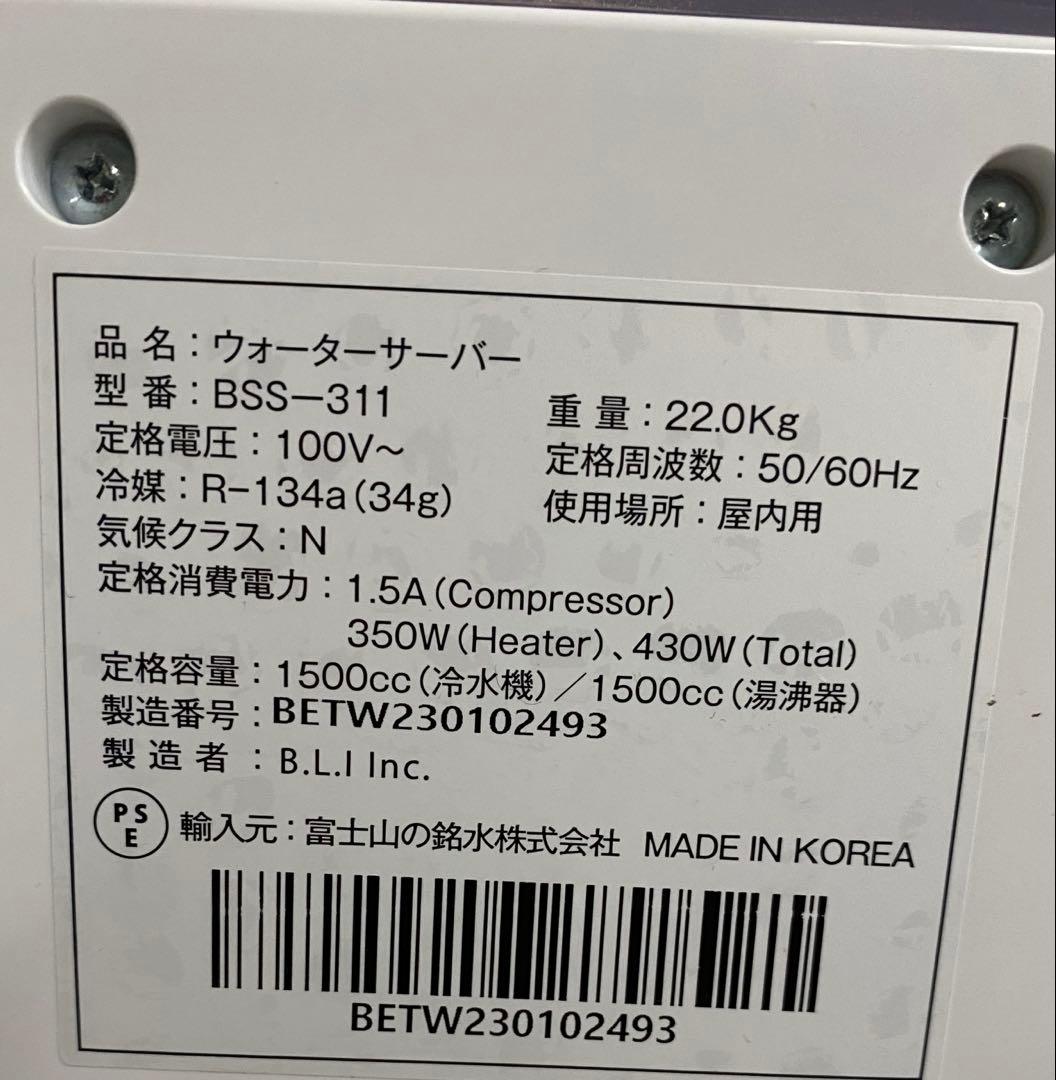 品 名：ウォーターサーバー
型 番：BSS－311
重 量：22.0Kg
定格電圧：100V～
定格周波数：50/60Hz
冷媒：R-134a（34g）
使用場所：屋内用
気候クラス：N
定格消費電力：1.5A（Compressor）
350W（Heater）、430W（Total）
定格容量：1500cc（冷水機）／1500cc（湯沸器）
製造番号：BETW230102493
製 造 者 ：B.L.I Inc.
PS
E
輸入元：富士山の銘水株式会社 MADE IN KOREA
BETW230102493